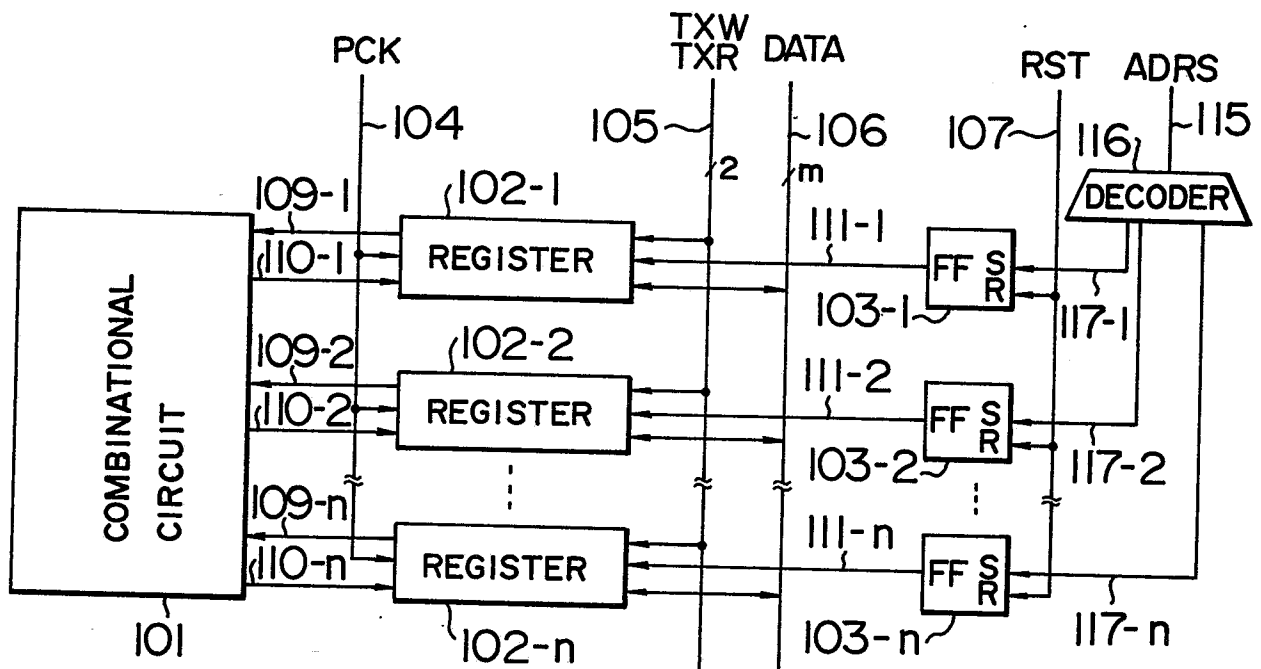 PCK
TXW
TXR
DATA
RST
ADRS
104
105
106
107
115
116
2
m
DECODER
109-1
102-1
REGISTER
110-1
111-1
FF S
R
103-1
117-1
109-2
102-2
REGISTER
110-2
111-2
FF S
R
103-2
117-2
COMBINATIONAL
CIRCUIT
109-n
REGISTER
110-n
111-n
FF S
R
101
102-n
103-n
117-n